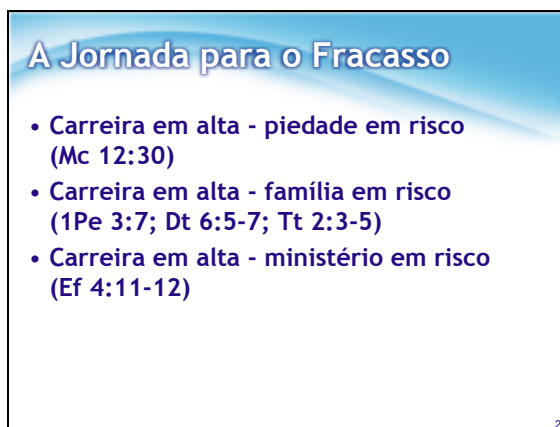 A Jornada para o Fracasso
• Carreira em alta - piedade em risco
(Mc 12:30)
• Carreira em alta - família em risco
(1Pe 3:7; Dt 6:5-7; Tt 2:3-5)
• Carreira em alta - ministério em risco
(Ef 4:11-12)
2